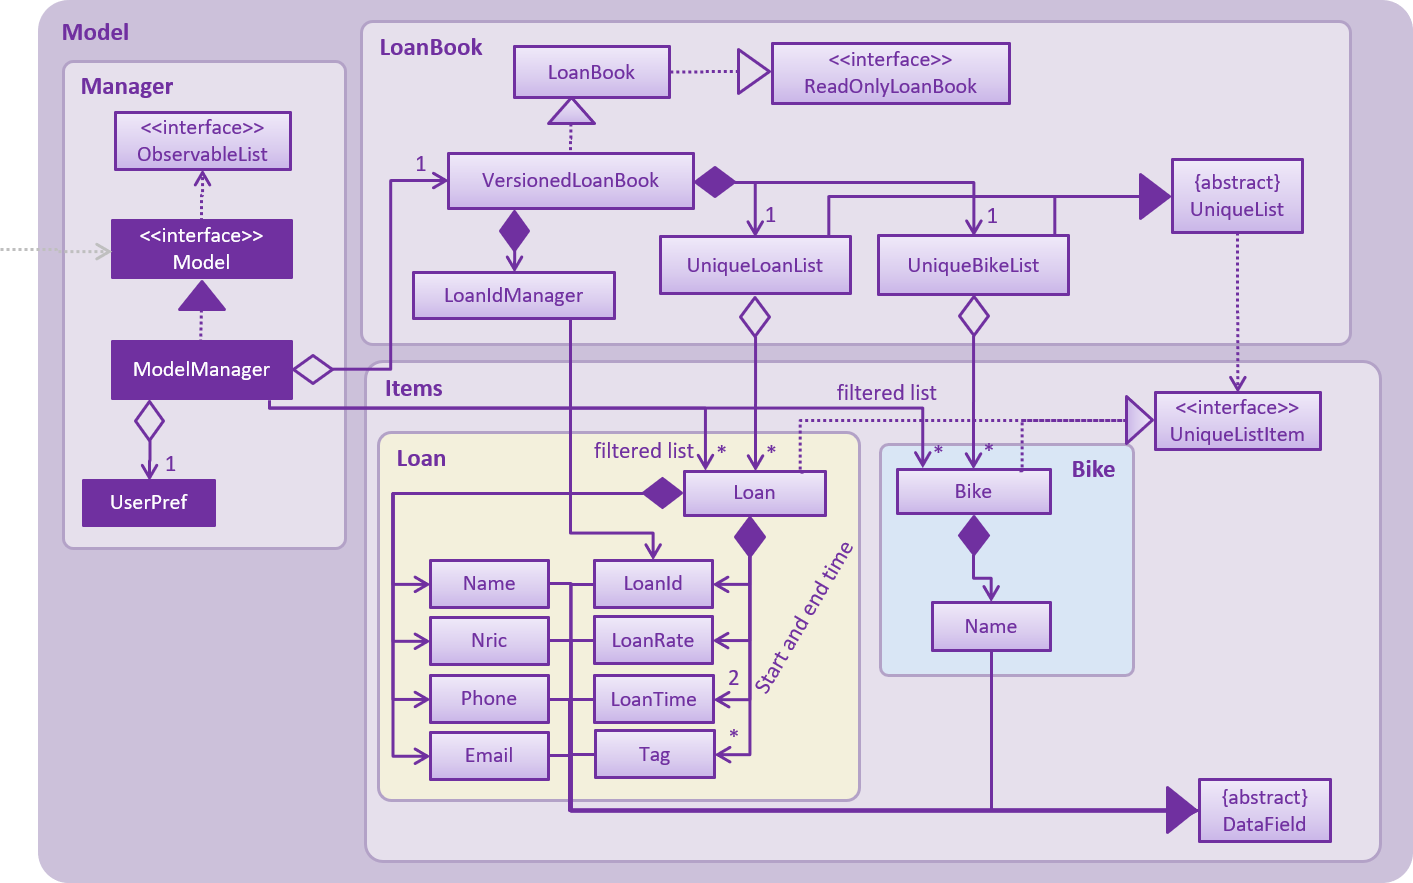 Model
Manager
<<interface>>
ObservableList
<<interface>>
Model
ModelManager
1
UserPref
LoanBook
LoanBook
<<interface>>
ReadOnlyLoanBook
1
VersionedLoanBook
{abstract}
UniqueList
1
1
UniqueLoanList
UniqueBikeList
LoanIdManager
Items
filtered list
<<interface>>
UniqueListItem
Loan
filtered list
*
*
*
*
Loan
Bike
Bike
Name
LoanId
Nric
LoanRate
Phone
LoanTime
2
Email
Tag
*
Start and end time
Name
{abstract}
DataField